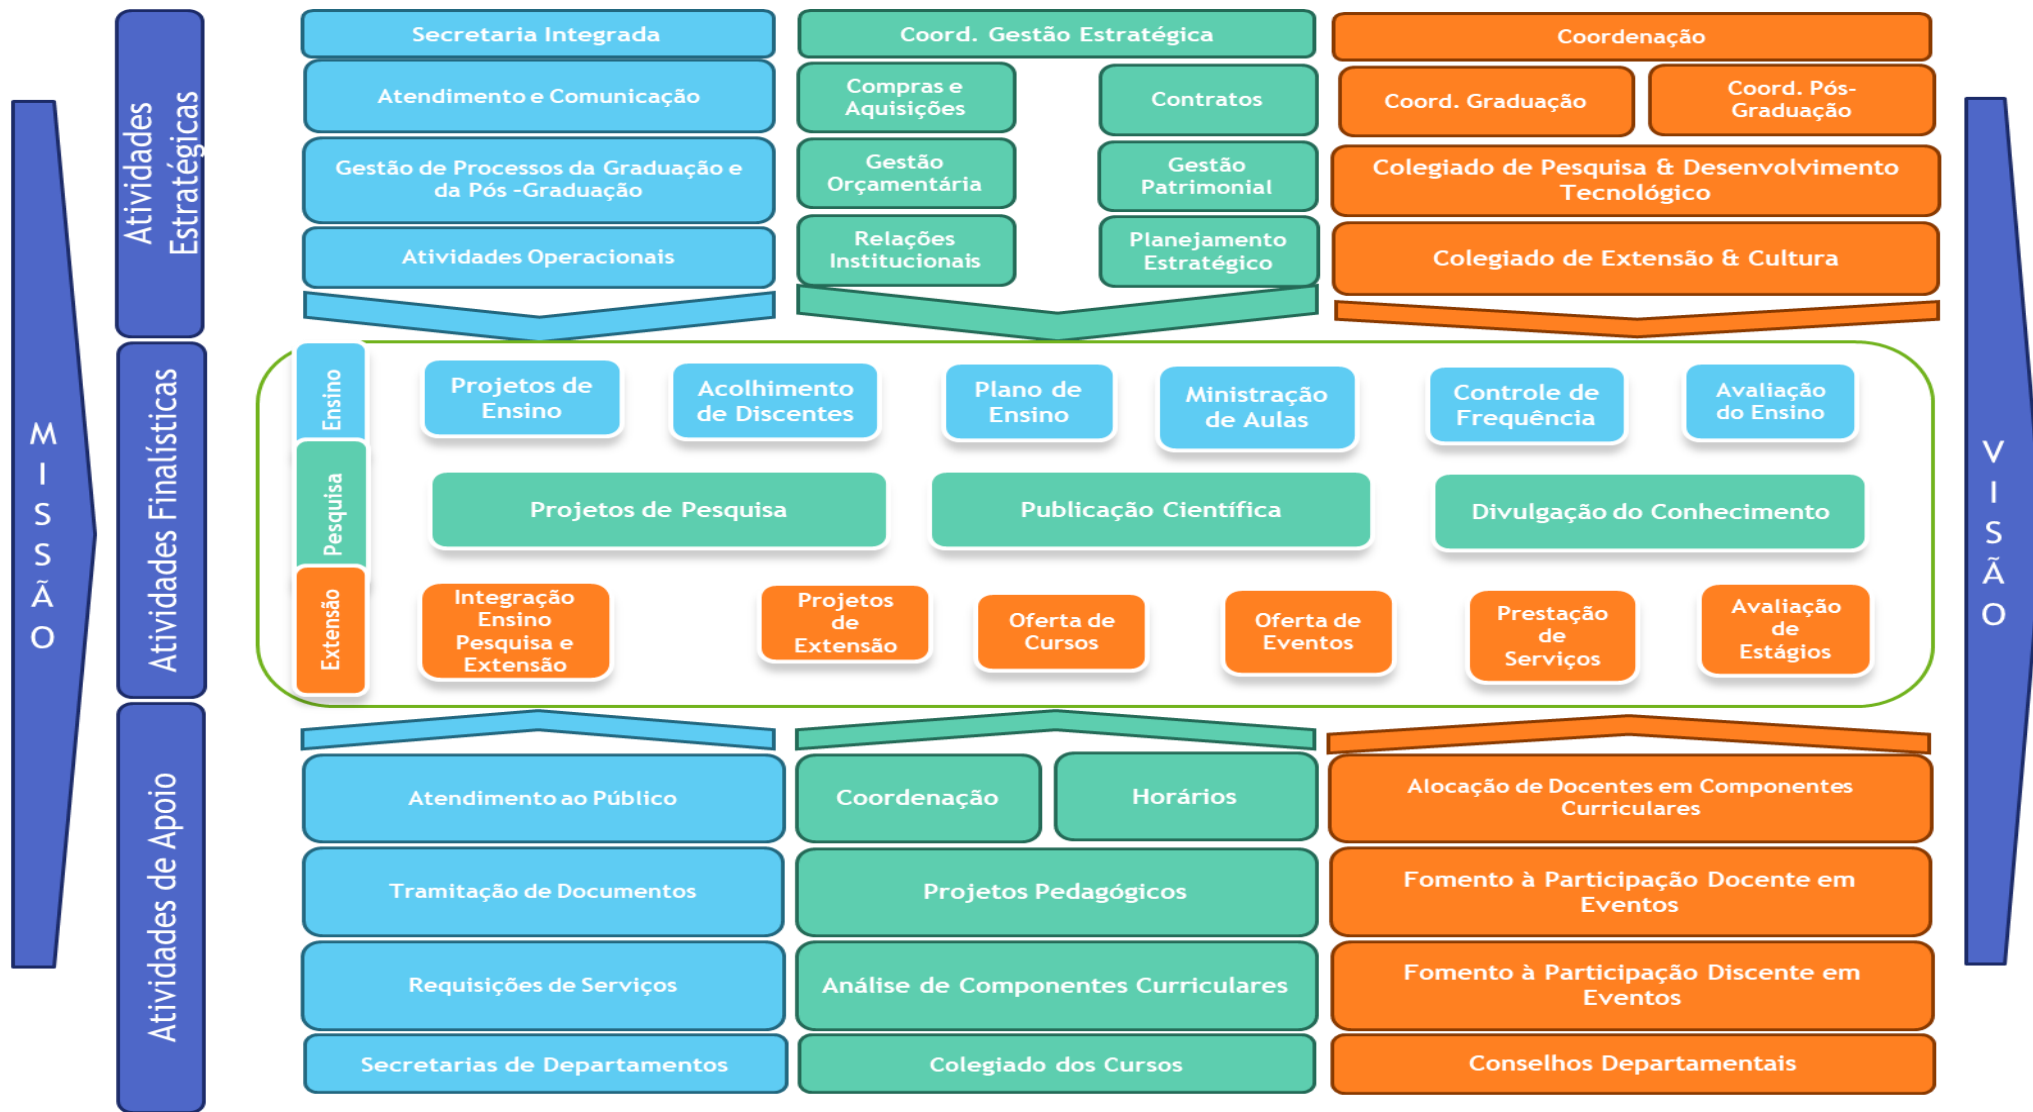 MISSÃO
Atividades
Estratégicas
Secretaria Integrada
Atendimento e Comunicação
Gestão de Processos da Graduação e
da Pós -Graduação
Atividades Operacionais
Coord. Gestão Estratégica
Compras e
Aquisições
Contratos
Gestão
Orçamentária
Gestão
Patrimonial
Relações
Institucionais
Planejamento
Estratégico
Coordenação
Coord. Graduação
Coord. Pós-
Graduação
Colegiado de Pesquisa & Desenvolvimento
Tecnológico
Colegiado de Extensão & Cultura
Atividades Finalísticas
Ensino
Projetos de
Ensino
Acolhimento
de Discentes
Plano de
Ensino
Ministração
de Aulas
Controle de
Frequência
Avaliação
do Ensino
Pesquisa
Projetos de Pesquisa
Publicação Científica
Divulgação do Conhecimento
Extensão
Integração
Ensino
Pesquisa e
Extensão
Projetos
de
Extensão
Oferta de
Cursos
Oferta de
Eventos
Prestação
de
Serviços
Avaliação
de
Estágios
Atividades de Apoio
Atendimento ao Público
Tramitação de Documentos
Requisições de Serviços
Secretarias de Departamentos
Coordenação
Horários
Projetos Pedagógicos
Análise de Componentes Curriculares
Colegiado dos Cursos
Alocação de Docentes em Componentes
Curriculares
Fomento à Participação Docente em
Eventos
Fomento à Participação Discente em
Eventos
Conselhos Departamentais
VISÃO